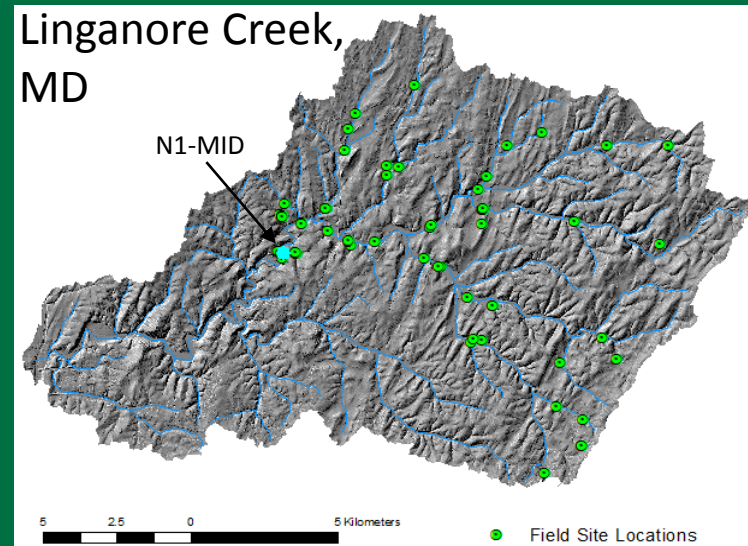 Linganore Creek,
MD
N1-MID
5 2.5 0 5 Kilometers
Field Site Locations